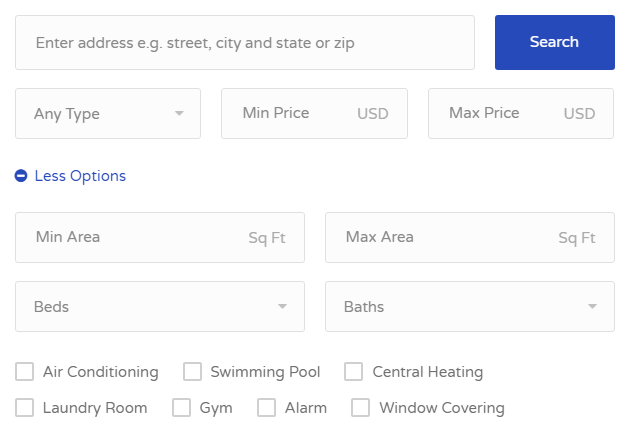 Enter address e.g. street, city and state or zip Search
Any Type Min Price USD Max Price USD
Less Options
Min Area Sq Ft Max Area Sq Ft
Beds Baths
Air Conditioning Swimming Pool Central Heating
Laundry Room Gym Alarm Window Covering